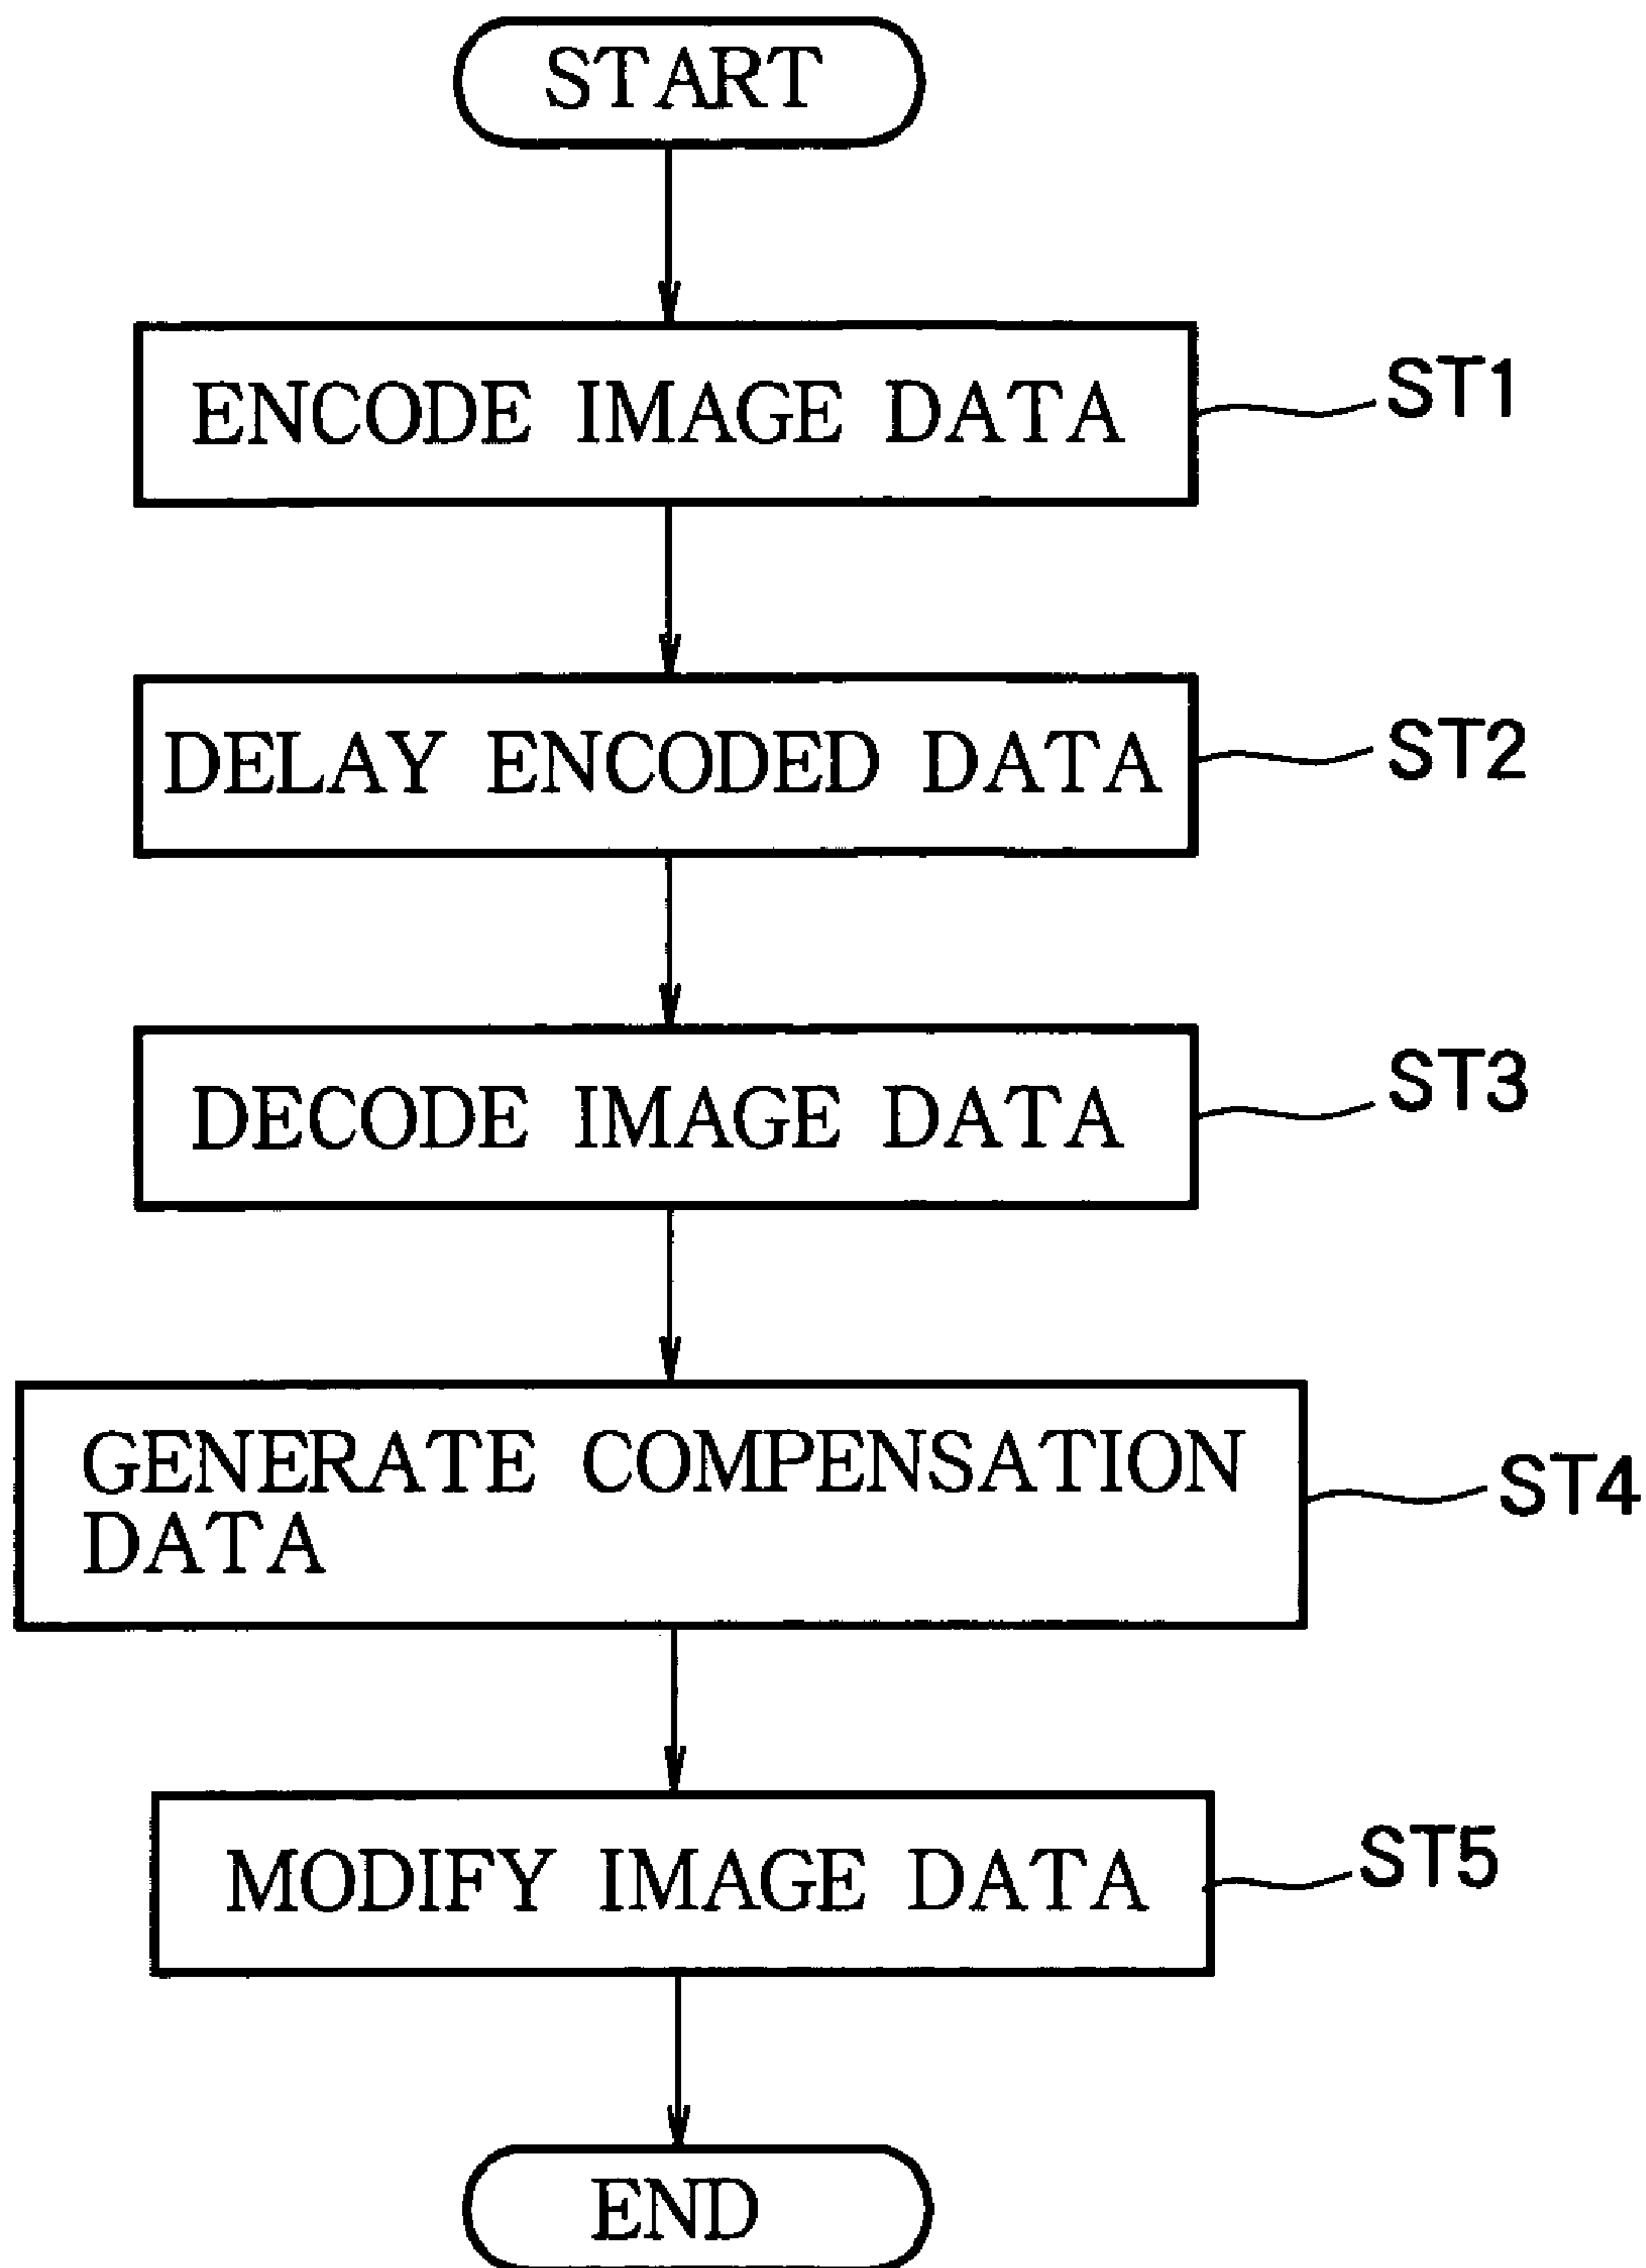 START
ENCODE IMAGE DATA
ST1
DELAY ENCODED DATA
ST2
DECODE IMAGE DATA
ST3
GENERATE COMPENSATION
DATA
ST4
MODIFY IMAGE DATA
ST5
END